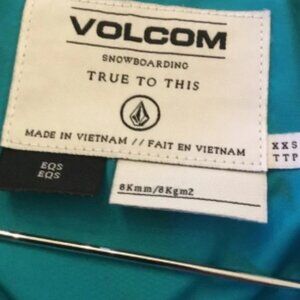 VOLCOM
SNOWBOARDING
TRUE TO THIS
MADE IN VIETNAM // FAIT EN VIETNAM
EQS
EQS
8Kmm/8Kgm2
XXS
TTP